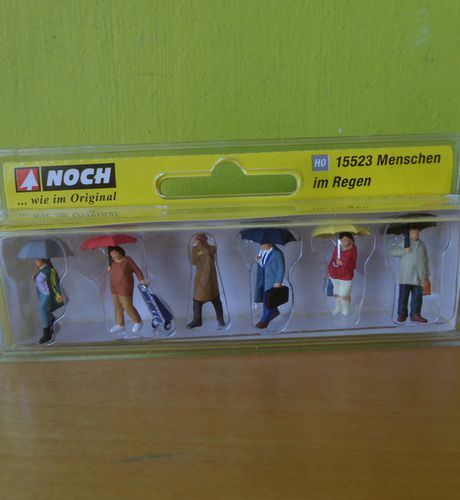 NOCH
... wie im Original
H0 15523 Menschen
im Regen